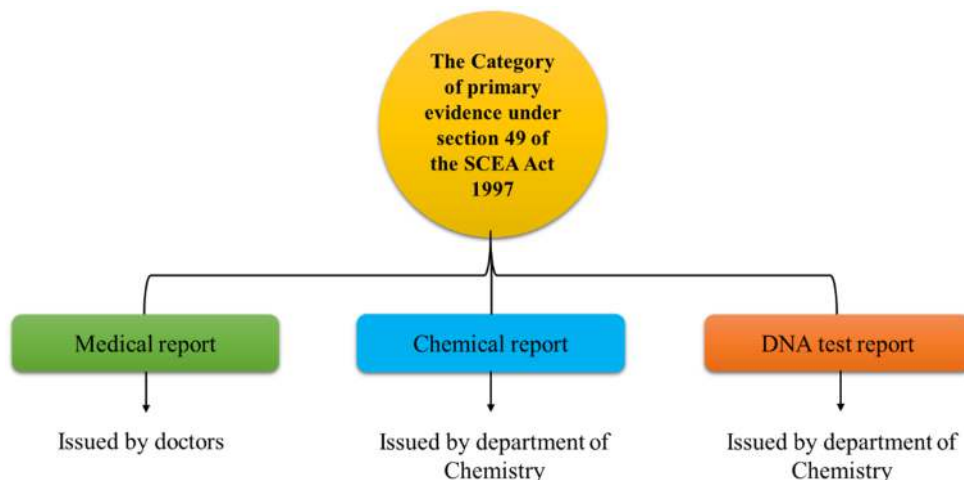 The Category
of primary
evidence under
section 49 of
the SCEA Act
1997
Medical report
Chemical report
DNA test report
Issued by doctors
Issued by department of
Chemistry
Issued by department of
Chemistry